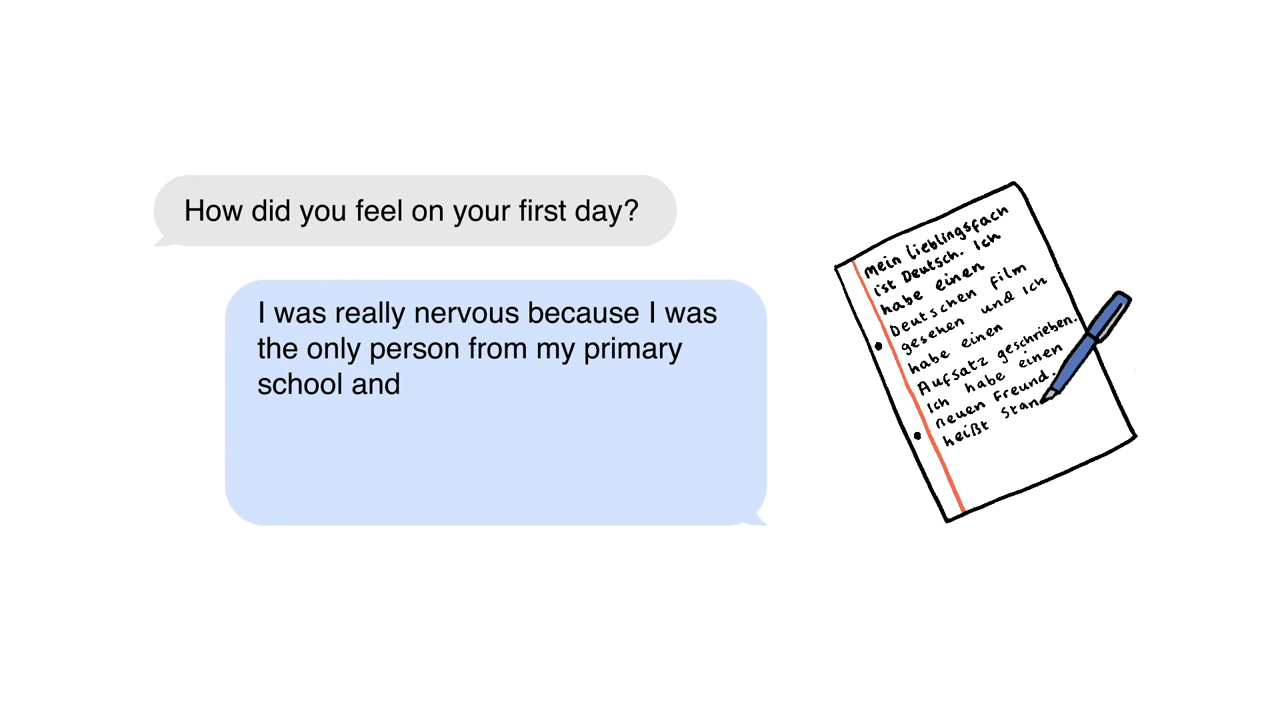 How did you feel on your first day?
I was really nervous because I was
the only person from my primary
school and
Mein Lieblingsfach
ist Deutsch. Ich
habe einen
Deutschen Film
gesehen und Ich
habe einen
Aufsatz geschrieben.
Ich habe einen
neuen Freund.
heißt Stan